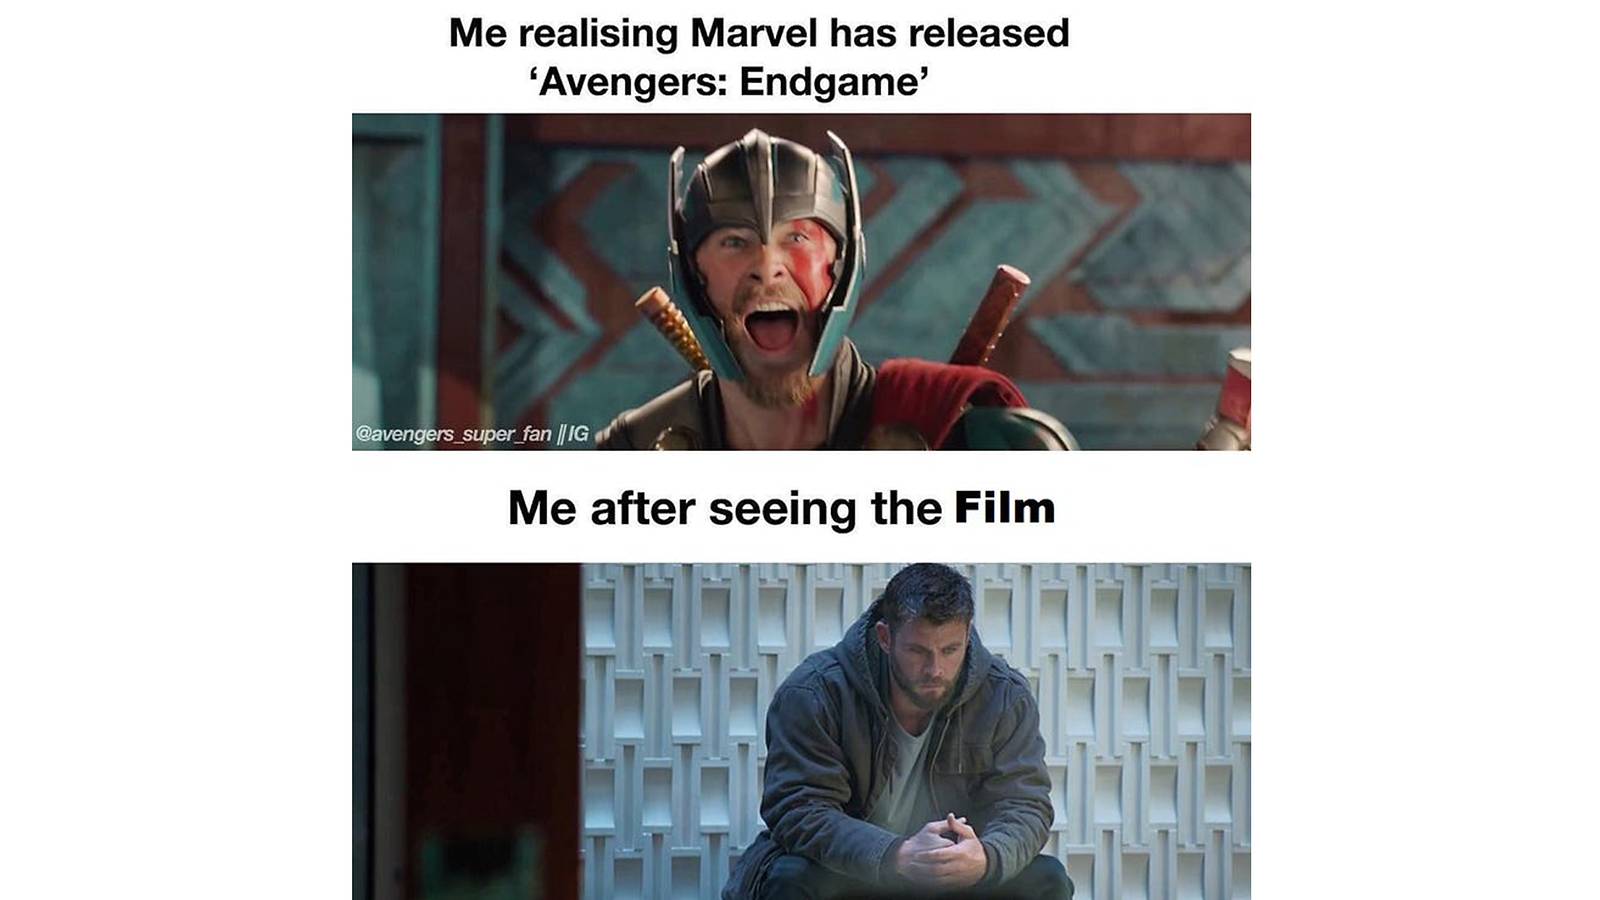 Me realising Marvel has released
‘Avengers: Endgame’
@avengers_super_fan || IG
Me after seeing the Film